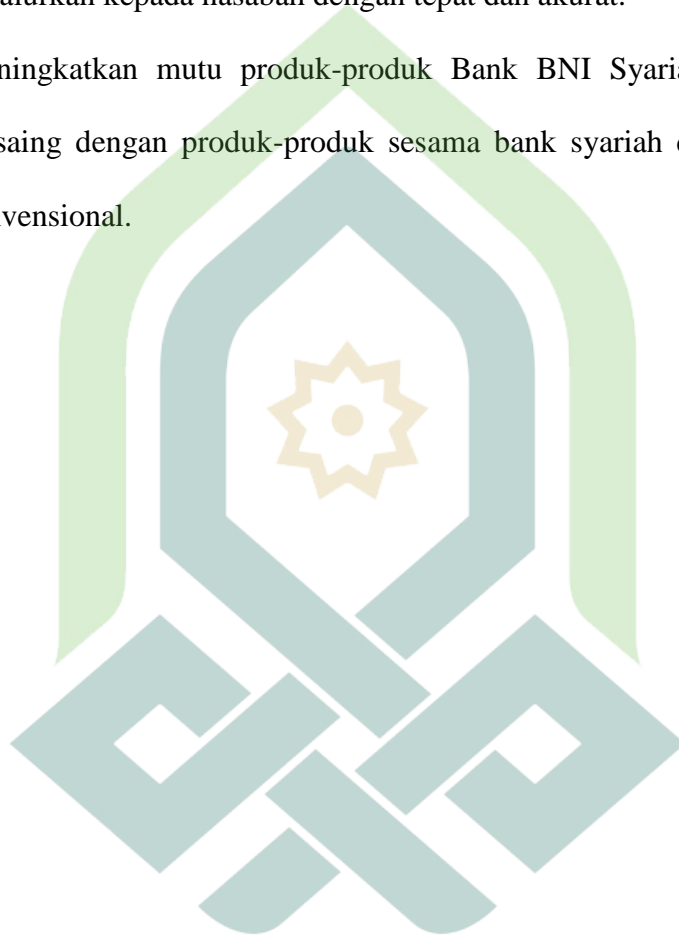 alurkan kepada nasabah dengan tepat dan akurat.
ningkatkan mutu produk-produk Bank BNI Syaria
saing dengan produk-produk sesama bank syariah
vensional.